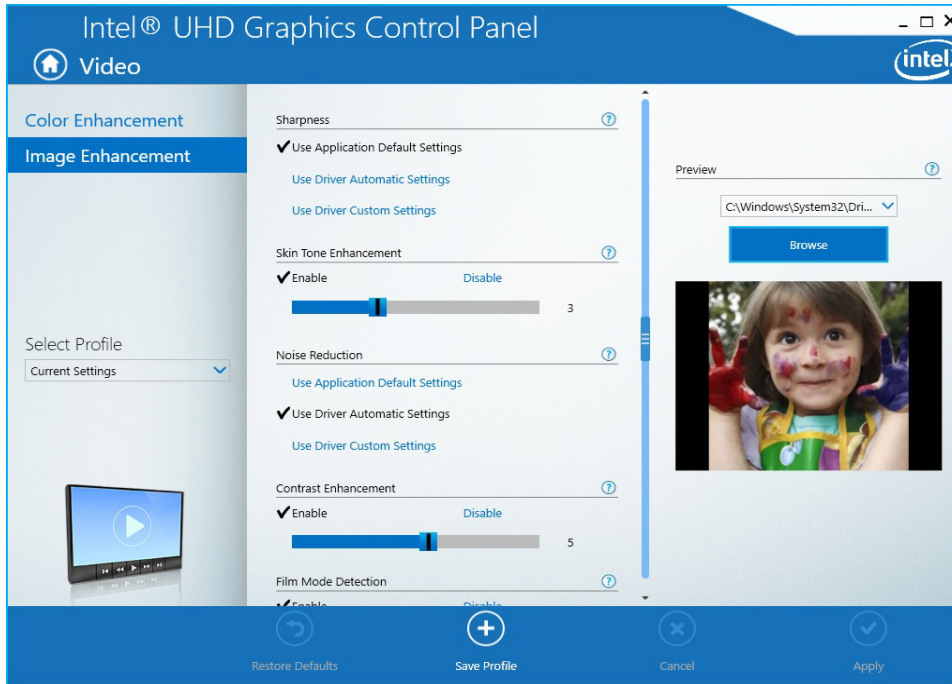 Intel® UHD Graphics Control Panel
Video
intel
Color Enhancement
Image Enhancement
Select Profile
Current Settings
Sharpness
Use Application Default Settings
Use Driver Automatic Settings
Use Driver Custom Settings
Skin Tone Enhancement
Enable Disable
3
Noise Reduction
Use Application Default Settings
Use Driver Automatic Settings
Use Driver Custom Settings
Contrast Enhancement
Enable Disable
5
Film Mode Detection
Enable Disable
Preview
C:\Windows\System32\Dri...
Browse
Restore Defaults Save Profile Cancel Apply